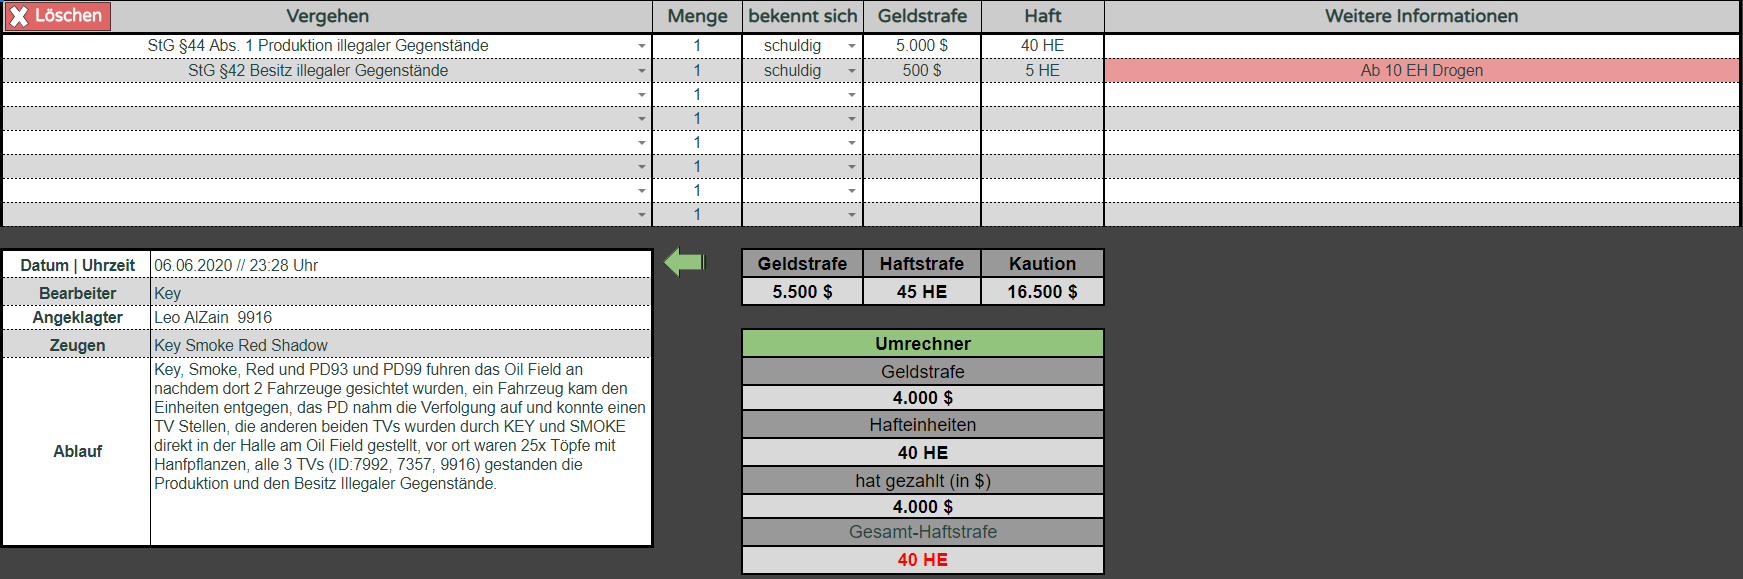 Löschen Vergehen Menge bekennt sich Geldstrafe Haft Weitere Informationen
StG §44 Abs. 1 Produktion illegaler Gegenstände 1 schuldig 5.000 $ 40 HE
StG §42 Besitz illegaler Gegenstände 1 schuldig 500 $ 5 HE Ab 10 EH Drogen
1
1
1
1
1
1
Datum | Uhrzeit 06.06.2020 // 23:28 Uhr
Bearbeiter Key
Angeklagter Leo AlZain 9916
Zeugen Key Smoke Red Shadow
Ablauf
Key, Smoke, Red und PD93 und PD99 fuhren das Oil Field an
nachdem dort 2 Fahrzeuge gesichtet wurden, ein Fahrzeug kam den
Einheiten entgegen, das PD nahm die Verfolgung auf und konnte einen
TV Stellen, die anderen beiden TVs wurden durch KEY und SMOKE
direkt in der Halle am Oil Field gestellt, vor ort waren 25x Töpfe mit
Hanfpflanzen, alle 3 TVs (ID:7992, 7357, 9916) gestanden die
Produktion und den Besitz Illegaler Gegenstände.
Geldstrafe Haftstrafe Kaution
5.500 $ 45 HE 16.500 $
Umrechner
Geldstrafe
4.000 $
Hafteinheiten
40 HE
hat gezahlt (in $)
4.000 $
Gesamt-Haftstrafe
40 HE